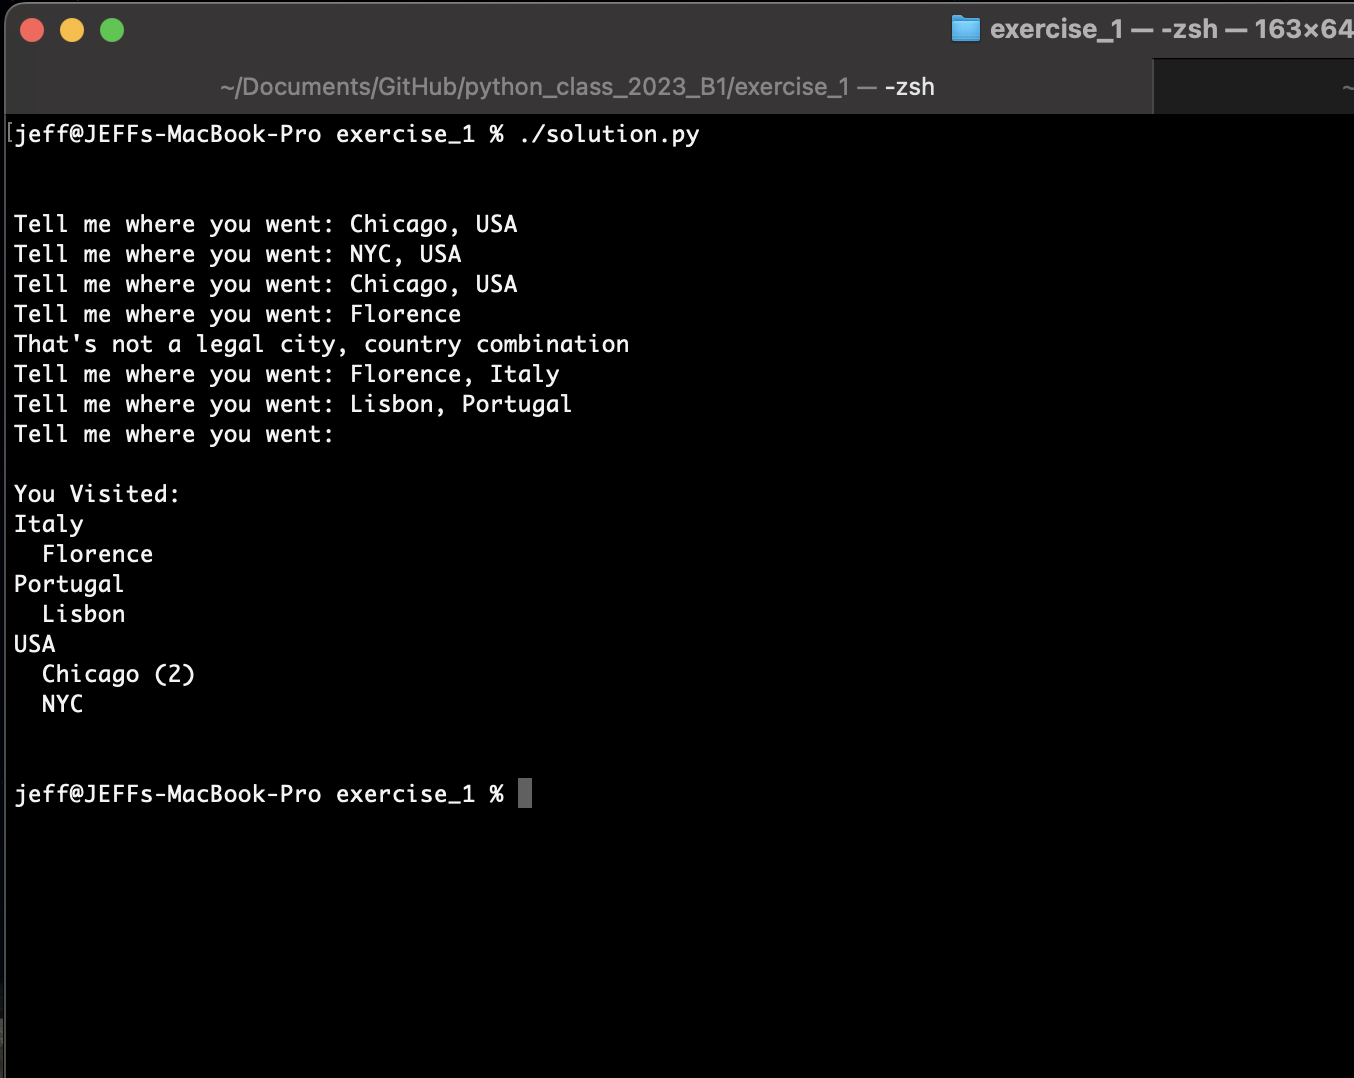 exercise_1 — -zsh — 163×64
~/Documents/GitHub/python_class_2023_B1/exercise_1 — -zsh
~
[jeff@JEFFs-MacBook-Pro exercise_1 % ./solution.py
Tell me where you went: Chicago, USA
Tell me where you went: NYC, USA
Tell me where you went: Chicago, USA
Tell me where you went: Florence
That's not a legal city, country combination
Tell me where you went: Florence, Italy
Tell me where you went: Lisbon, Portugal
Tell me where you went:
You Visited:
Italy
  Florence
Portugal
  Lisbon
USA
  Chicago (2)
  NYC
jeff@JEFFs-MacBook-Pro exercise_1 %